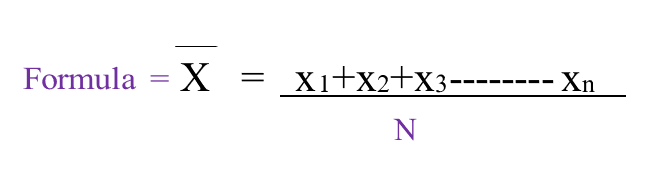 Formula = X̅ = x₁+x₂+x₃-------- xₙ
N